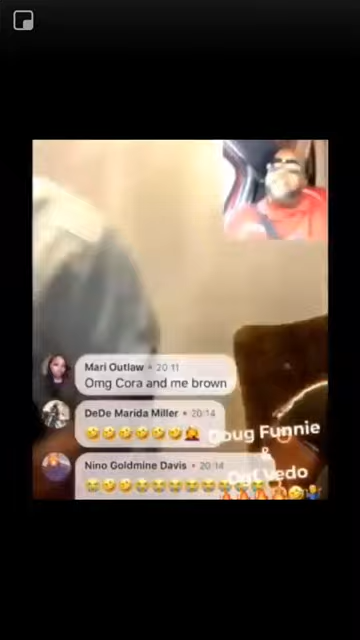 Mari Outlaw • 20:11
Omg Cora and me brown
DeDe Marida Miller • 20:14
🤣🤣🤣🤣🤣🤣🤦
Doug Funnie
&
Nino Goldmine Davis • 20:14
Vedo